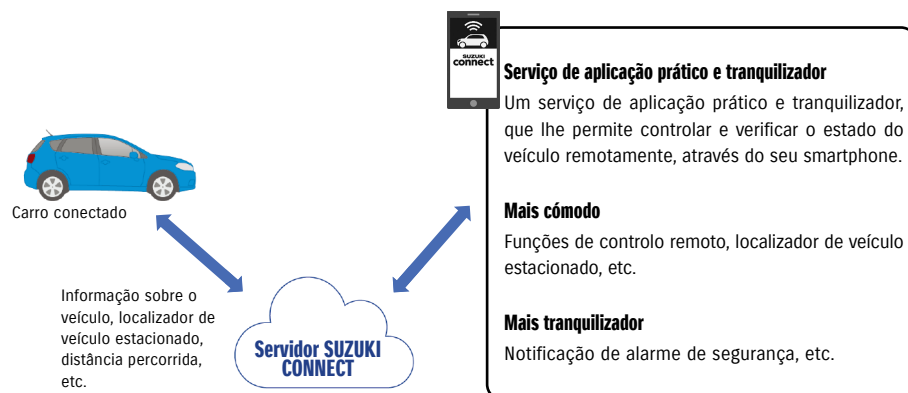 SUZUKI
connect
Serviço de aplicação prático e tranquilizador
Um serviço de aplicação prático e tranquilizador,
que lhe permite controlar e verificar o estado do
veículo remotamente, através do seu smartphone.
Mais cómodo
Funções de controlo remoto, localizador de veículo
estacionado, etc.
Mais tranquilizador
Notificação de alarme de segurança, etc.
Carro conectado
Informação sobre o
veículo, localizador de
veículo estacionado,
distância percorrida,
etc.
Servidor SUZUKI
CONNECT